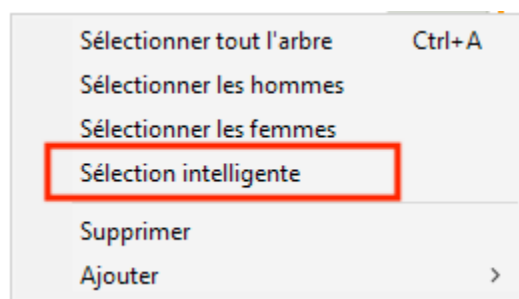 Sélectionner tout l'arbre Ctrl+A
Sélectionner les hommes
Sélectionner les femmes
Sélection intelligente
Supprimer
Ajouter >